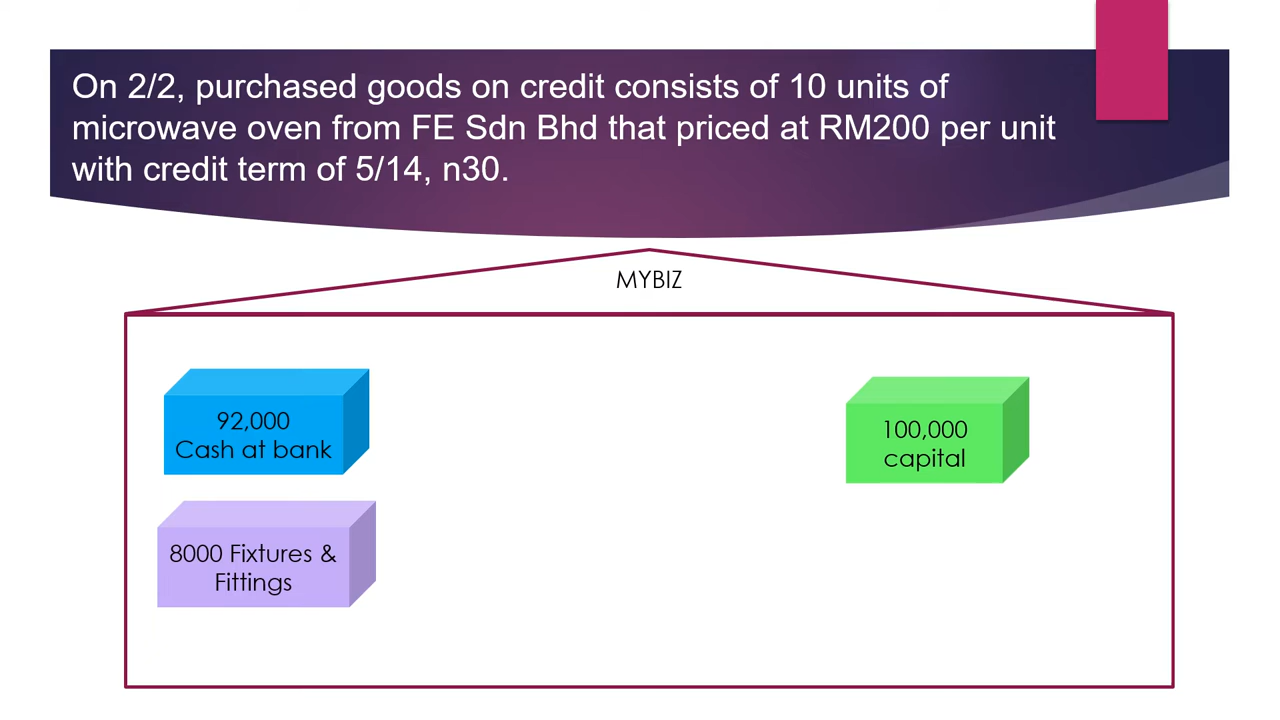 On 2/2, purchased goods on credit consists of 10 units of
microwave oven from FE Sdn Bhd that priced at RM200 per unit
with credit term of 5/14, n30.
MYBIZ
92,000
Cash at bank
100,000
capital
8000 Fixtures &
Fittings